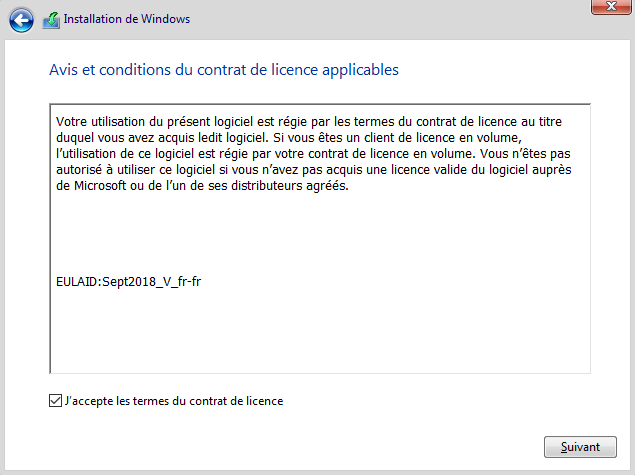 Installation de Windows
Avis et conditions du contrat de licence applicables
Votre utilisation du présent logiciel est régie par les termes du contrat de licence au titre
duquel vous avez acquis ledit logiciel. Si vous êtes un client de licence en volume,
l’utilisation de ce logiciel est régie par votre contrat de licence en volume. Vous n’êtes pas
autorisé à utiliser ce logiciel si vous n’avez pas acquis une licence valide du logiciel auprès
de Microsoft ou de l’un de ses distributeurs agréés.
EULAID:Sept2018_V_fr-fr
J’accepte les termes du contrat de licence
Suivant